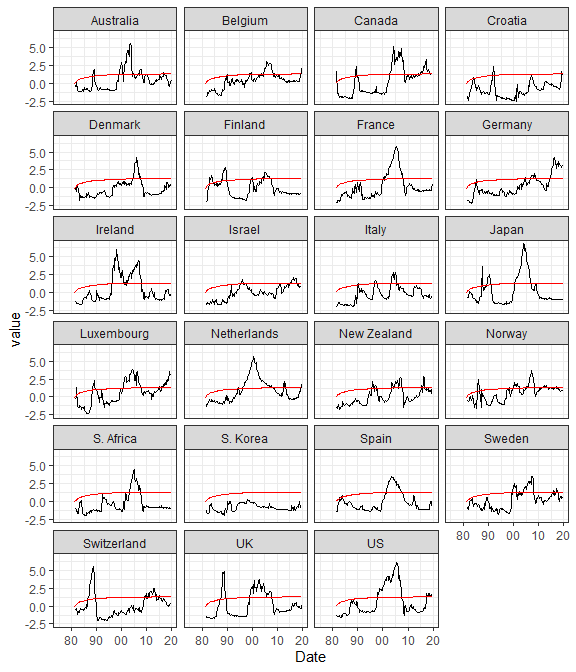 Australia Belgium Canada Croatia
5.0
2.5
0.0
-2.5
Denmark Finland France Germany
5.0
2.5
0.0
-2.5
Ireland Israel Italy Japan
5.0
2.5
0.0
-2.5
value
Luxembourg Netherlands New Zealand Norway
5.0
2.5
0.0
-2.5
S. Africa S. Korea Spain Sweden
5.0
2.5
0.0
-2.5
80 90 00 10 20
Switzerland UK US
5.0
2.5
0.0
-2.5
80 90 00 10 20 80 90 00 10 20 80 90 00 10 20
Date